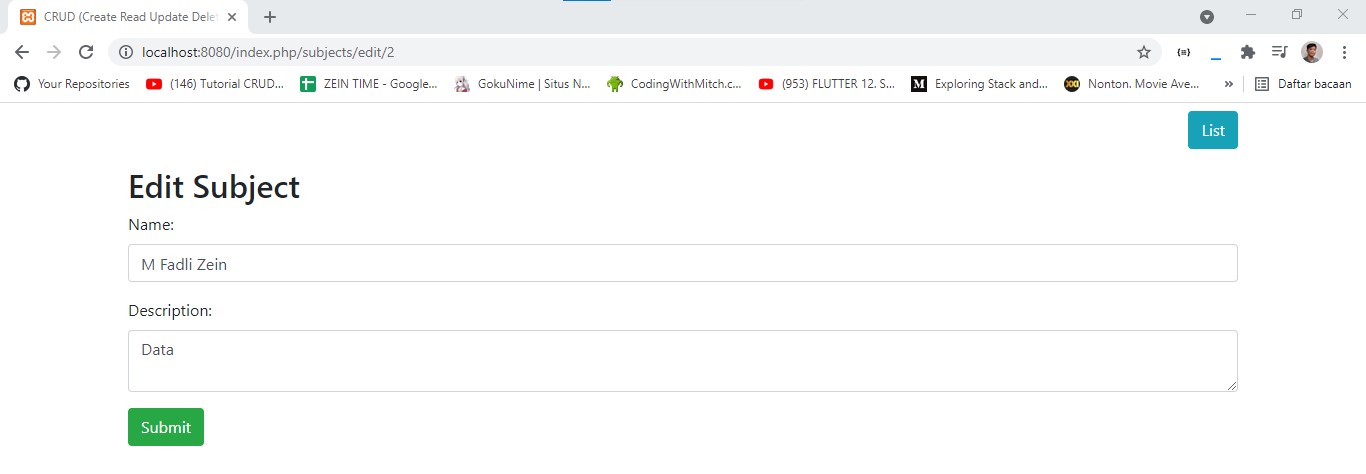 CRUD (Create Read Update Delet
localhost:8080/index.php/subjects/edit/2
Your Repositories (146) Tutorial CRUD... ZEIN TIME - Google... GokuNime | Situs N... CodingWithMitch.c... (953) FLUTTER 12. S... Exploring Stack and... Nonton. Movie Ave... » Daftar bacaan
List
Edit Subject
Name:
M Fadli Zein
Description:
Data
Submit